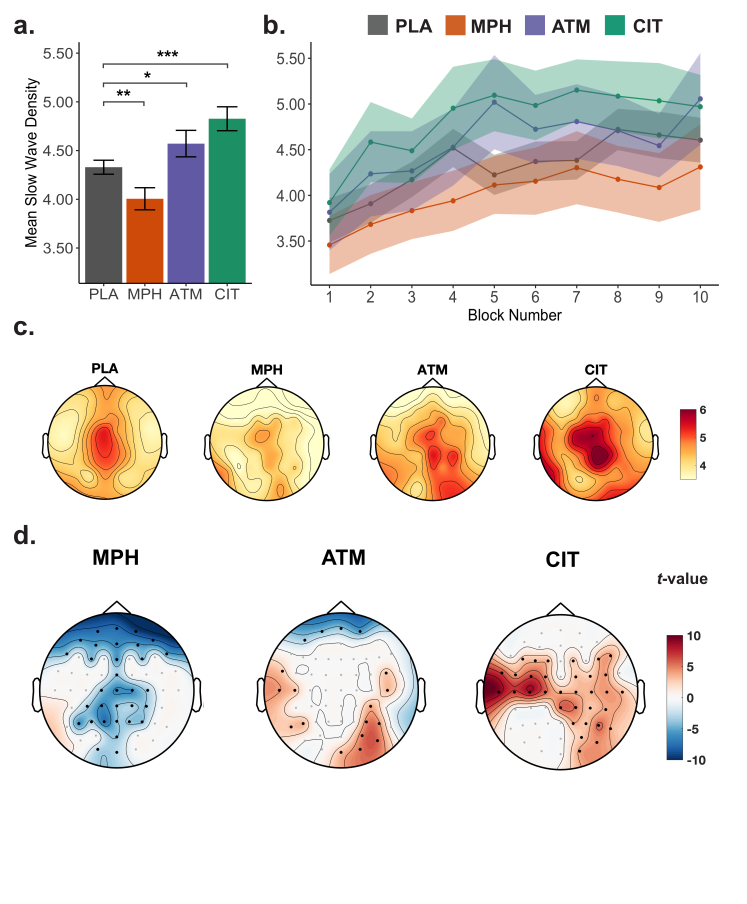 a.
Mean Slow Wave Density
5.50
5.00
4.50
4.00
3.50
***
*
**
PLA MPH ATM CIT
b.
PLA MPH ATM CIT
5.50
5.00
4.50
4.00
3.50
1 2 3 4 5 6 7 8 9 10
Block Number
c.
PLA MPH ATM CIT
6
5
4
d.
MPH ATM CIT
t-value
10
5
0
-5
-10